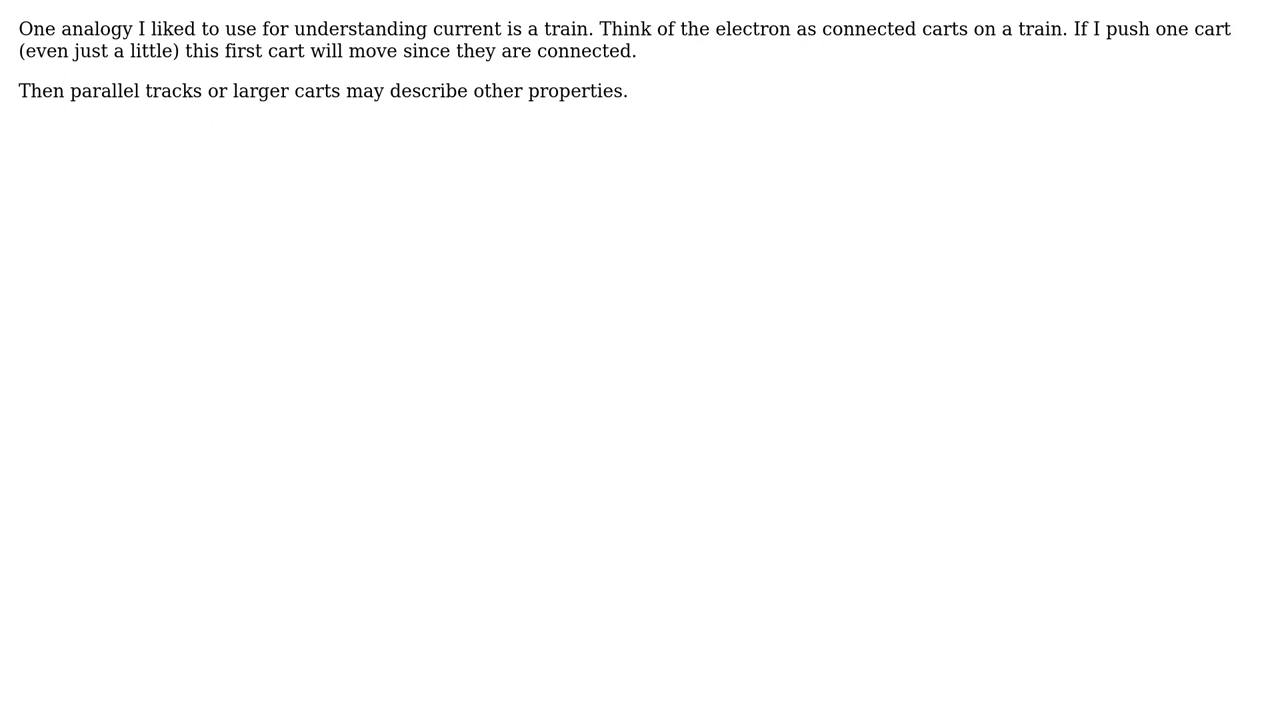 One analogy I liked to use for understanding current is a train. Think of the electron as connected carts on a train. If I push one cart
(even just a little) this first cart will move since they are connected.
Then parallel tracks or larger carts may describe other properties.